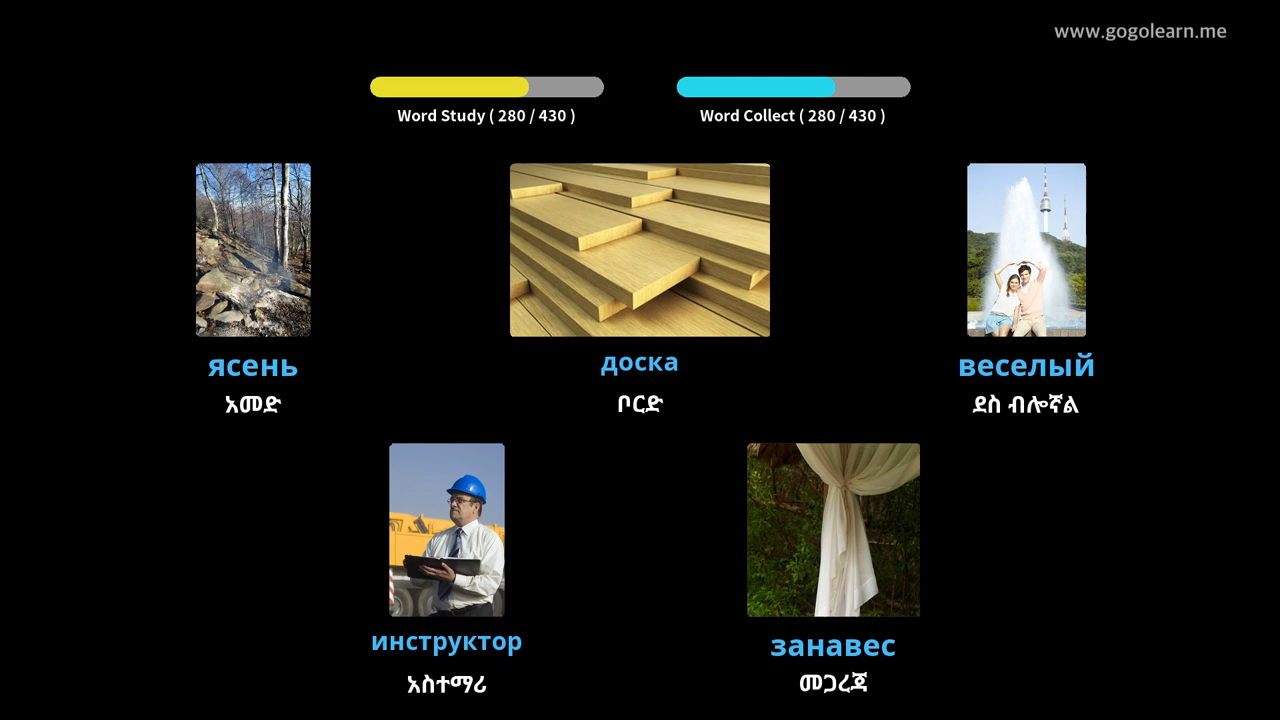 www.gogolearn.me
Word Study ( 280 / 430 )
Word Collect ( 280 / 430 )
ясень
አመድ
доска
ቦርድ
веселый
ደስ ብሎኛል
инструктор
አስተማሪ
занавес
መጋረጃ